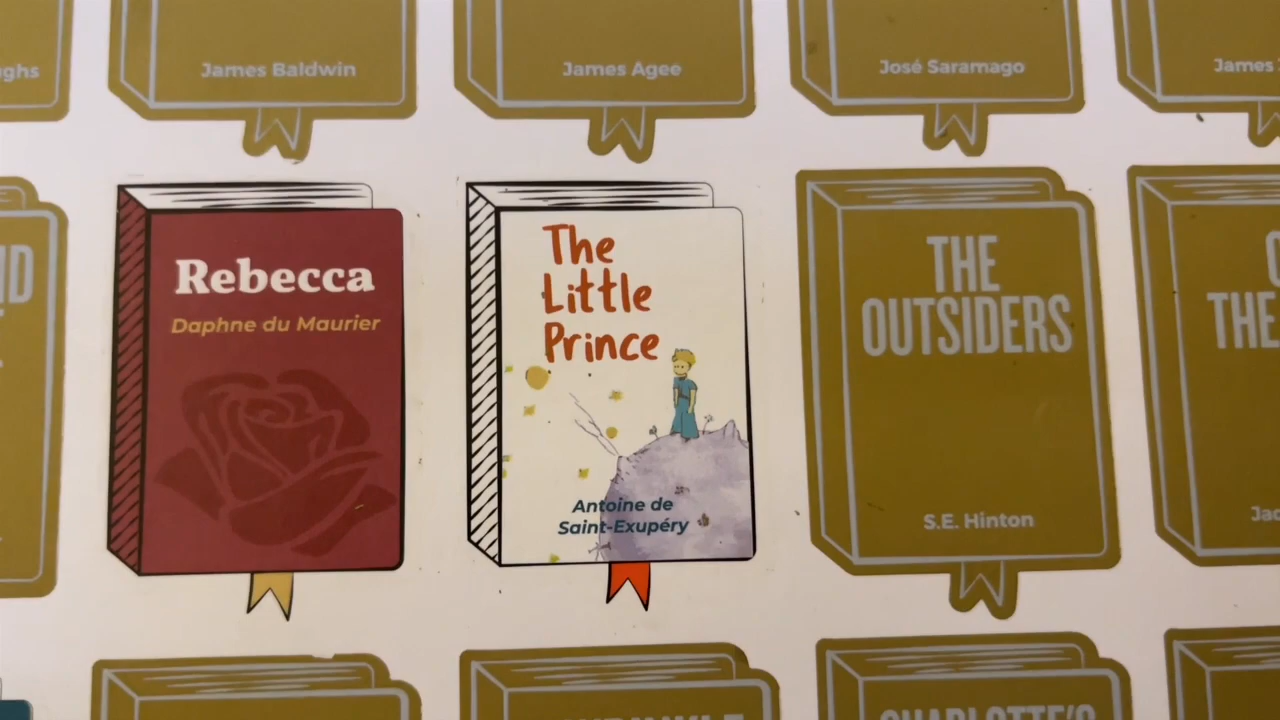 James Baldwin
James Agee
José Saramago
James
Rebecca
Daphne du Maurier
The
Little
Prince
Antoine de
Saint-Exupéry
THE
OUTSIDERS
S.E. Hinton
THE
CHARLOTTE'S